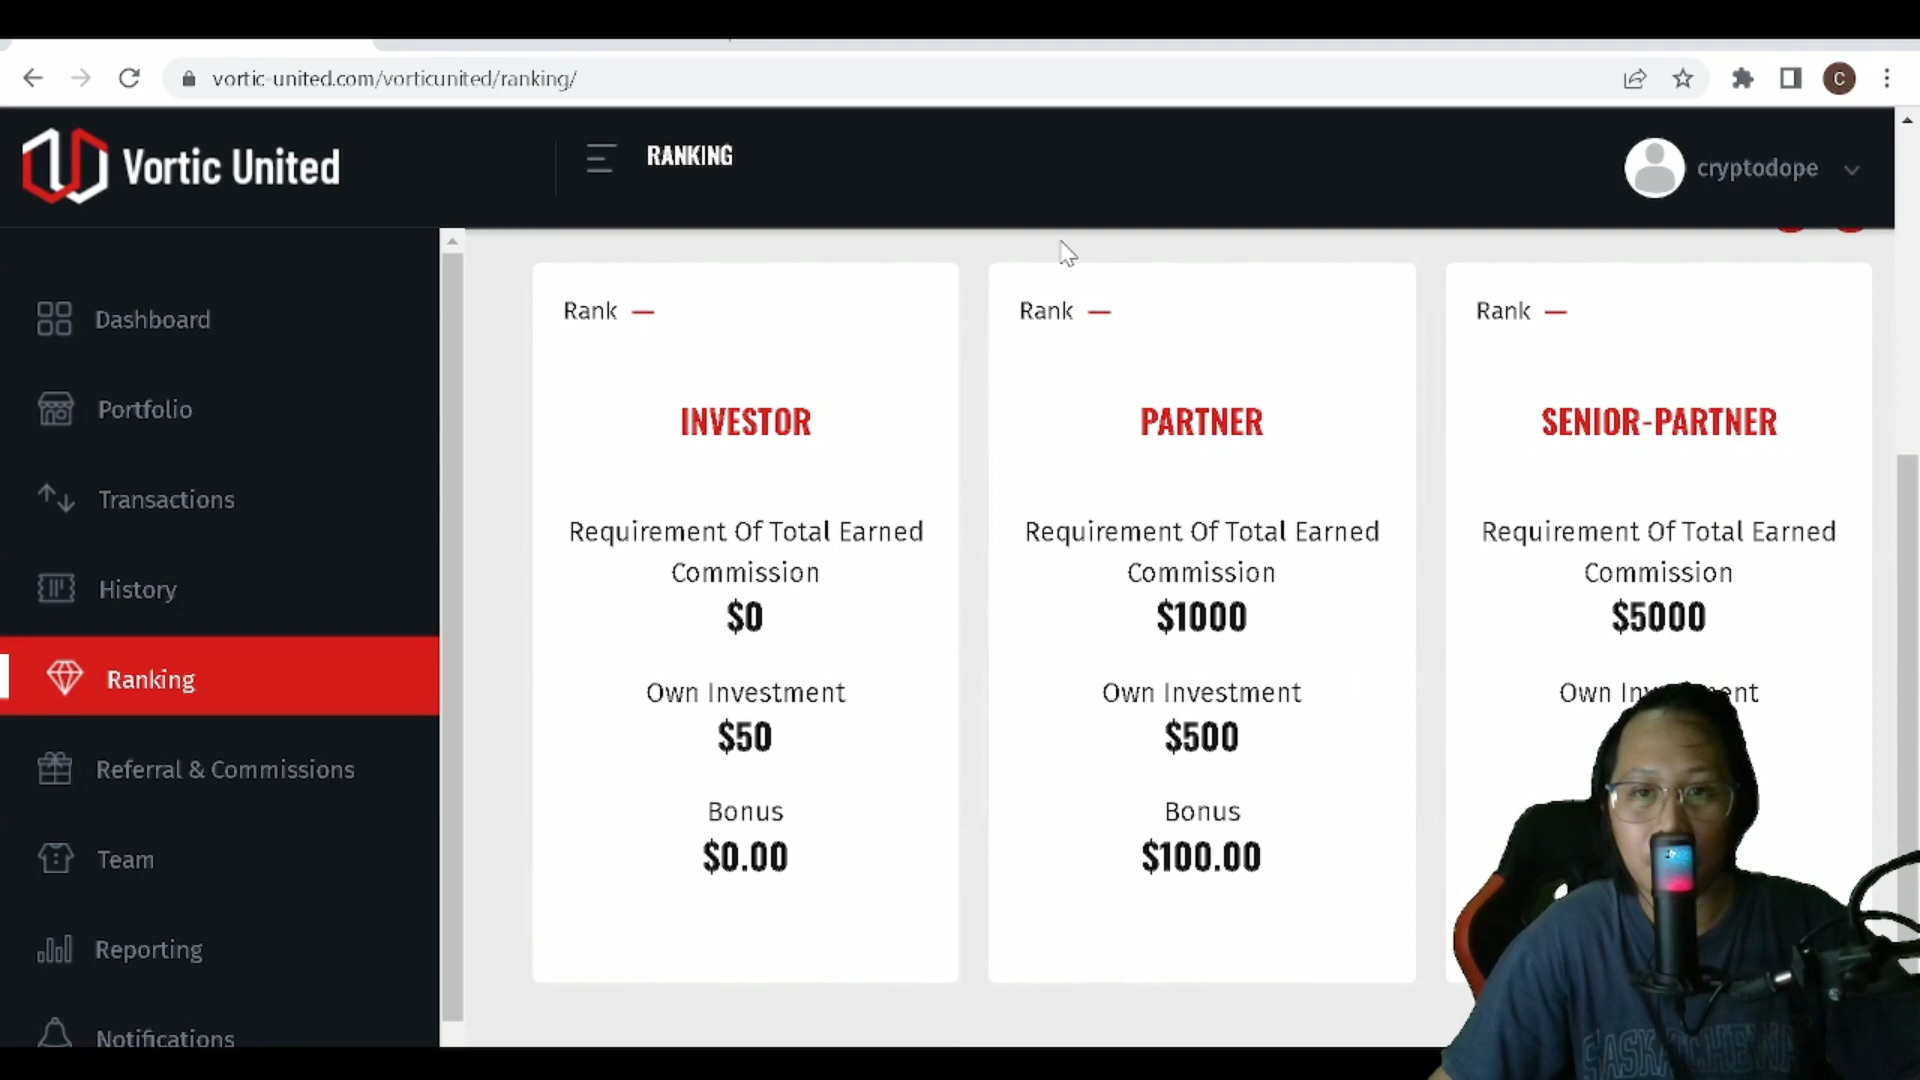 vortic-united.com/vorticunited/ranking/
C
Vortic United
RANKING
cryptodope
Dashboard
Portfolio
Transactions
History
Ranking
Referral & Commissions
Team
Reporting
Notifications
Rank
INVESTOR
Requirement Of Total Earned
Commission
$0
Own Investment
$50
Bonus
$0.00
Rank
PARTNER
Requirement Of Total Earned
Commission
$1000
Own Investment
$500
Bonus
$100.00
Rank
SENIOR-PARTNER
Requirement Of Total Earned
Commission
$5000
Own